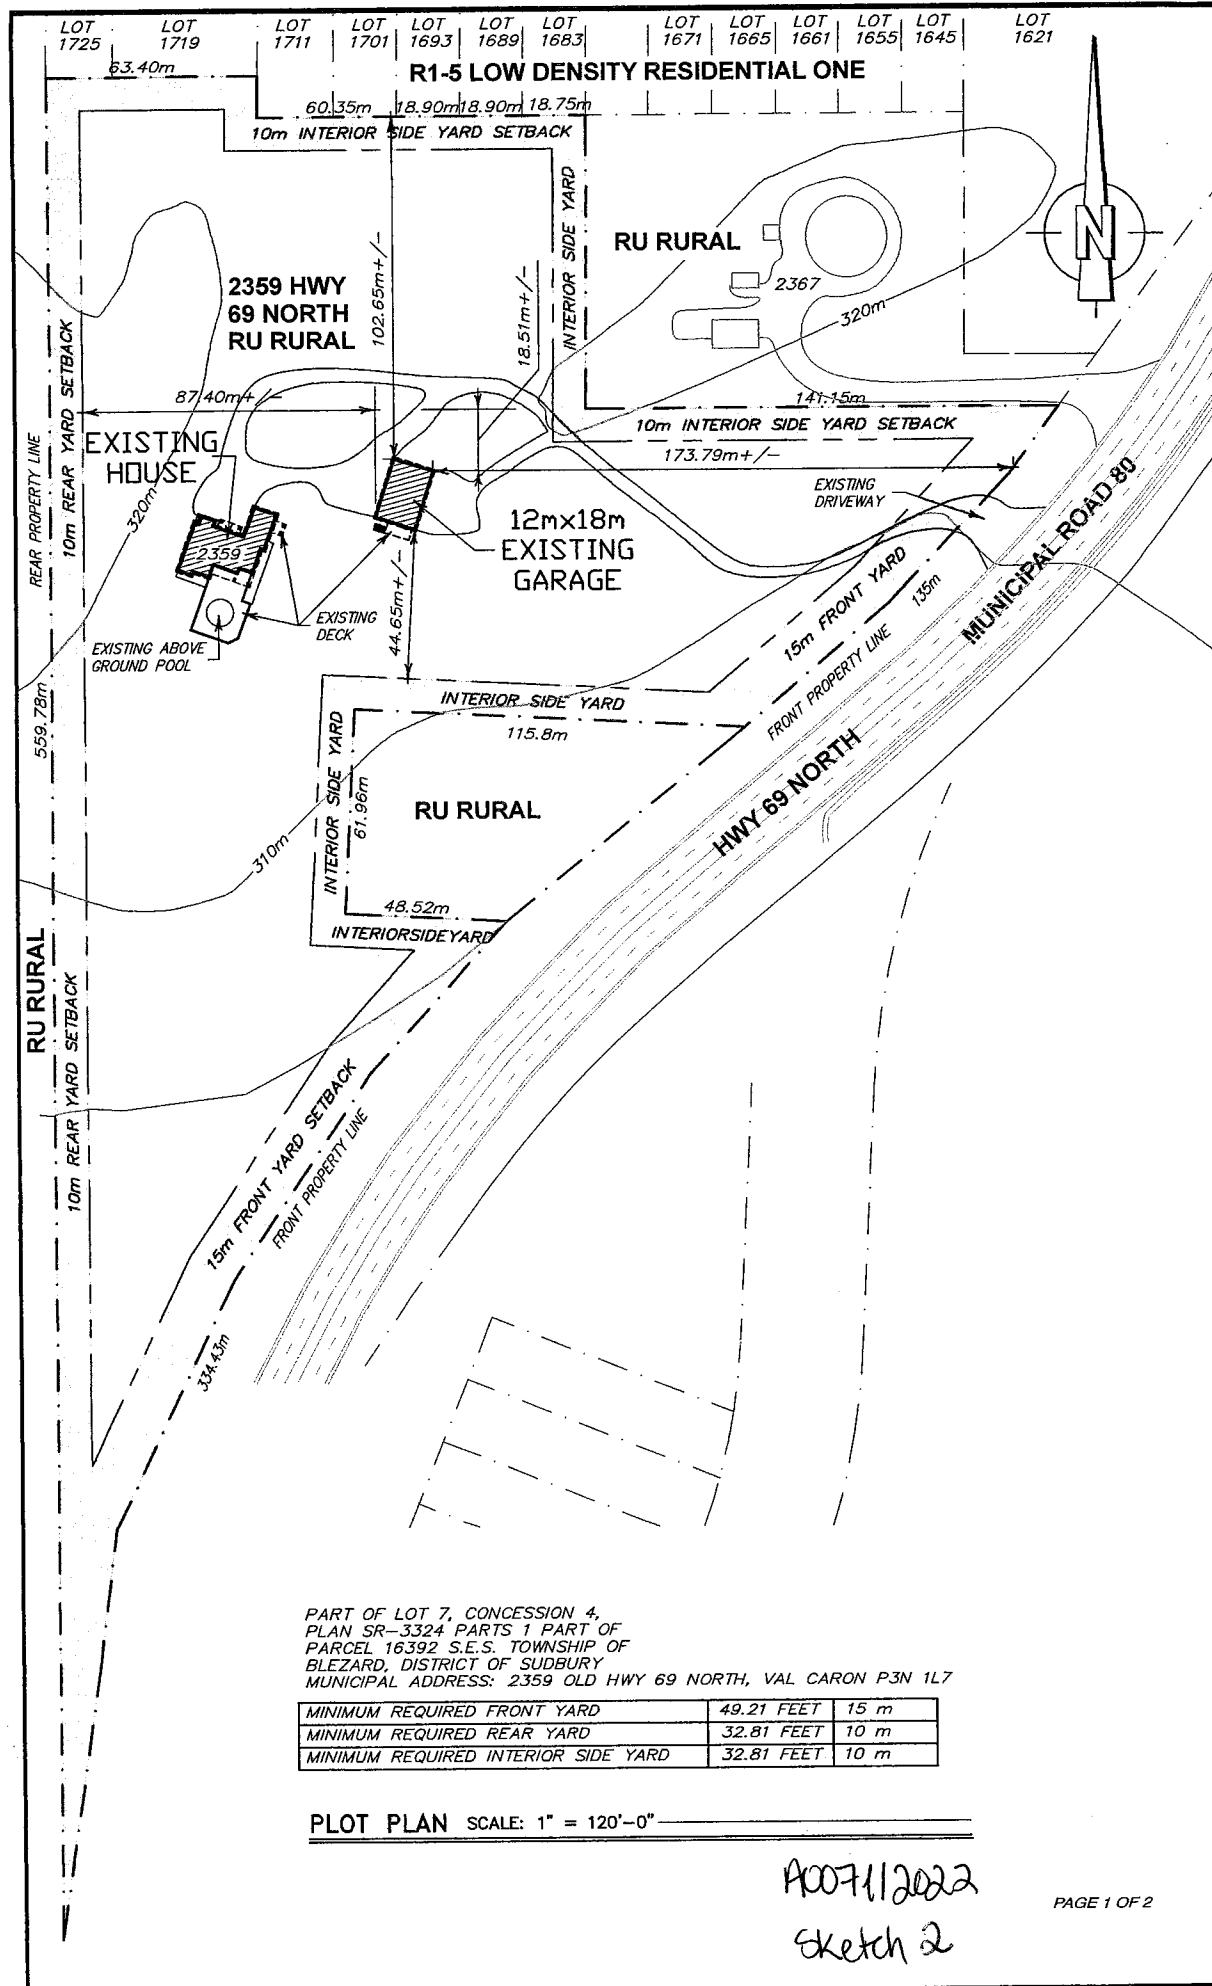 LOT
1725
LOT
1719
LOT
1711
LOT
1701
LOT
1693
LOT
1689
LOT
1683
LOT
1671
LOT
1665
LOT
1661
LOT
1655
LOT
1645
LOT
1621
63.40m
R1-5 LOW DENSITY RESIDENTIAL ONE
60.35m
18.90m
18.90m
18.75m
10m INTERIOR SIDE YARD SETBACK
INTERIOR SIDE YARD
RU RURAL
2367
320m
N
2359 HWY
69 NORTH
RU RURAL
102.65m+/-
18.51m+/-
87.40m+/-
141.15m
10m INTERIOR SIDE YARD SETBACK
173.79m+/-
REAR PROPERTY LINE
10m REAR YARD SETBACK
EXISTING
HOUSE
320m
2359
12mx18m
EXISTING
GARAGE
EXISTING
DRIVEWAY
MUNICIPAL ROAD 80
15m FRONT YARD
135m
FRONT PROPERTY LINE
44.65m+/-
EXISTING
DECK
EXISTING ABOVE
GROUND POOL
559.78m
INTERIOR SIDE YARD
115.8m
INTERIOR SIDE YARD
61.96m
RU RURAL
HWY 69 NORTH
310m
48.52m
INTERIORSIDEYARD
RU RURAL
10m REAR YARD SETBACK
15m FRONT YARD SETBACK
FRONT PROPERTY LINE
334.43m
PART OF LOT 7, CONCESSION 4,
PLAN SR-3324 PARTS 1 PART OF
PARCEL 16392 S.E.S. TOWNSHIP OF
BLEZARD, DISTRICT OF SUDBURY
MUNICIPAL ADDRESS: 2359 OLD HWY 69 NORTH, VAL CARON P3N 1L7
MINIMUM REQUIRED FRONT YARD 49.21 FEET 15 m
MINIMUM REQUIRED REAR YARD 32.81 FEET 10 m
MINIMUM REQUIRED INTERIOR SIDE YARD 32.81 FEET 10 m
PLOT PLAN SCALE: 1" = 120'-0"
A0071/2022
Sketch 2
PAGE 1 OF 2